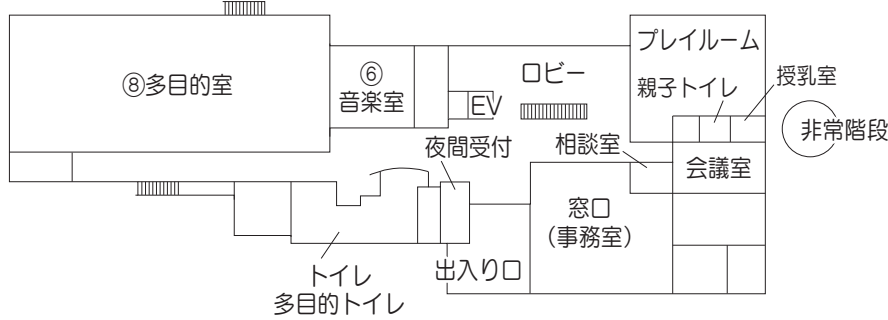 ⑧多目的室
⑥
音楽室
EV
ロビー
プレイルーム
親子トイレ
授乳室
非常階段
夜間受付
相談室
会議室
窓口
(事務室)
出入り口
トイレ
多目的トイレ